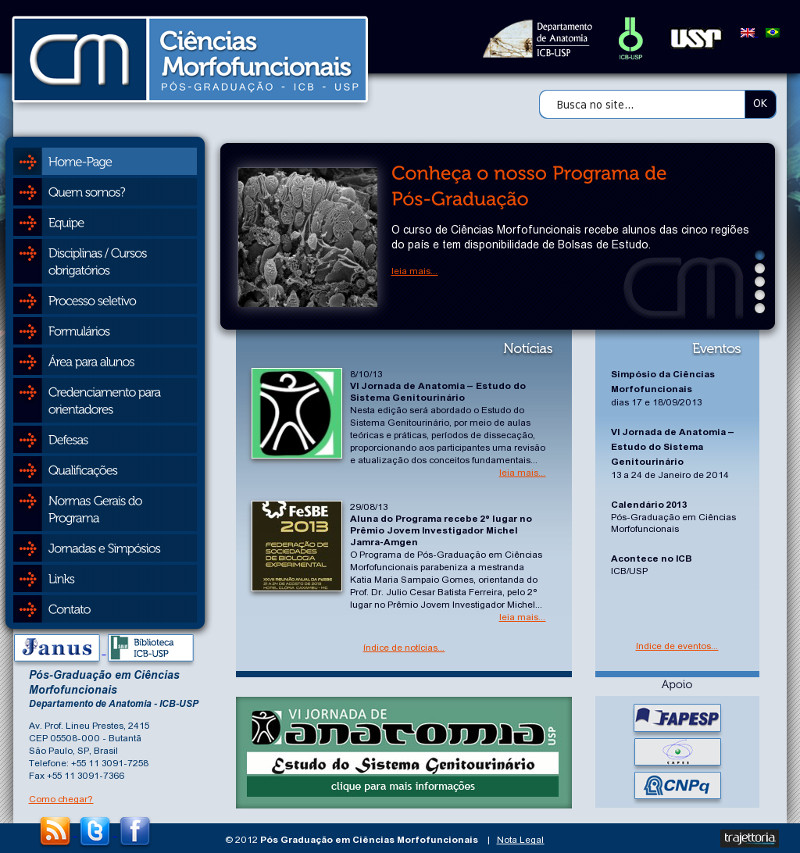 CM
Ciências
Morfofuncionais
PÓS-GRADUAÇÃO - ICB - USP
Departamento
de Anatomia
ICB-USP
ICB-USP
USP
Busca no site...
OK
Home-Page
Quem somos?
Equipe
Disciplinas / Cursos
obrigatórios
Processo seletivo
Formulários
Área para alunos
Credenciamento para
orientadores
Defesas
Qualificações
Normas Gerais do
Programa
Jornadas e Simpósios
Links
Contato
Janus
Biblioteca
ICB-USP
Pós-Graduação em Ciências
Morfofuncionais
Departamento de Anatomia - ICB-USP
Av. Prof. Lineu Prestes, 2415
CEP 05508-000 - Butantã
São Paulo, SP, Brasil
Telefone: +55 11 3091-7258
Fax +55 11 3091-7366
Como chegar?
Conheça o nosso Programa de
Pós-Graduação
O curso de Ciências Morfofuncionais recebe alunos das cinco regiões
do país e tem disponibilidade de Bolsas de Estudo.
leia mais...
CM
Notícias
8/10/13
VI Jornada de Anatomia – Estudo do
Sistema Genitourinário
Nesta edição será abordado o Estudo do
Sistema Genitourinário, por meio de aulas
teóricas e práticas, períodos de dissecação,
proporcionando aos participantes uma revisão
e atualização dos conceitos fundamentais...
leia mais...
FeSBE
2013
FEDERAÇÃO DE
SOCIEDADES
DE BIOLOGIA
EXPERIMENTAL
29/08/13
Aluna do Programa recebe 2° lugar no
Prêmio Jovem Investigador Michel
Jamra-Amgen
O Programa de Pós-Graduação em Ciências
Morfofuncionais parabeniza a mestranda
Katia Maria Sampaio Gomes, orientanda do
Prof. Dr. Julio Cesar Batista Ferreira, pelo 2°
lugar no Prêmio Jovem Investigador Michel...
leia mais...
índice de notícias...
Eventos
Simpósio da Ciências
Morfofuncionais
dias 17 e 18/09/2013
VI Jornada de Anatomia –
Estudo do Sistema
Genitourinário
13 a 24 de Janeiro de 2014
Calendário 2013
Pós-Graduação em Ciências
Morfofuncionais
Acontece no ICB
ICB/USP
Indice de eventos...
VI JORNADA DE
anatomia
USP
Estudo do Sistema Genitourinário
clique para mais informações
Apoio
FAPESP
CAPES
CNPq
© 2012 Pós Graduação em Ciências Morfofuncionais | Nota Legal
trajettoria